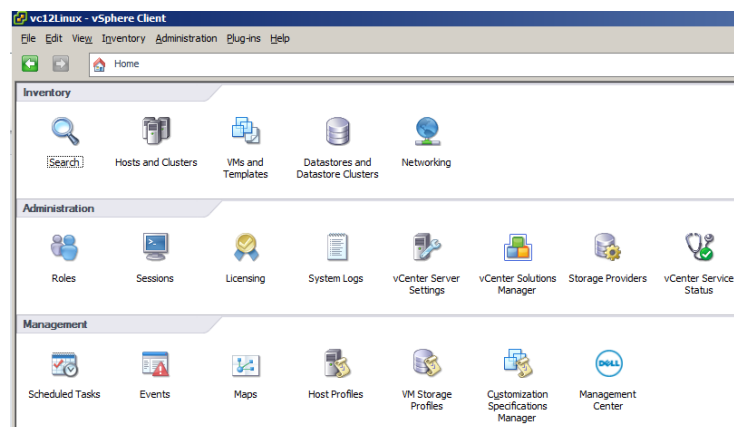 vc12Linux - vSphere Client
File Edit View Inventory Administration Plug-ins Help
Home
Inventory
Search Hosts and Clusters VMs and Datastores and Networking
Templates Datastore Clusters
Administration
Roles Sessions Licensing System Logs vCenter Server vCenter Solutions Storage Providers vCenter Service
Settings Manager Status
Management
DELL
Scheduled Tasks Events Maps Host Profiles VM Storage Customization Management
Profiles Specifications Center
Manager